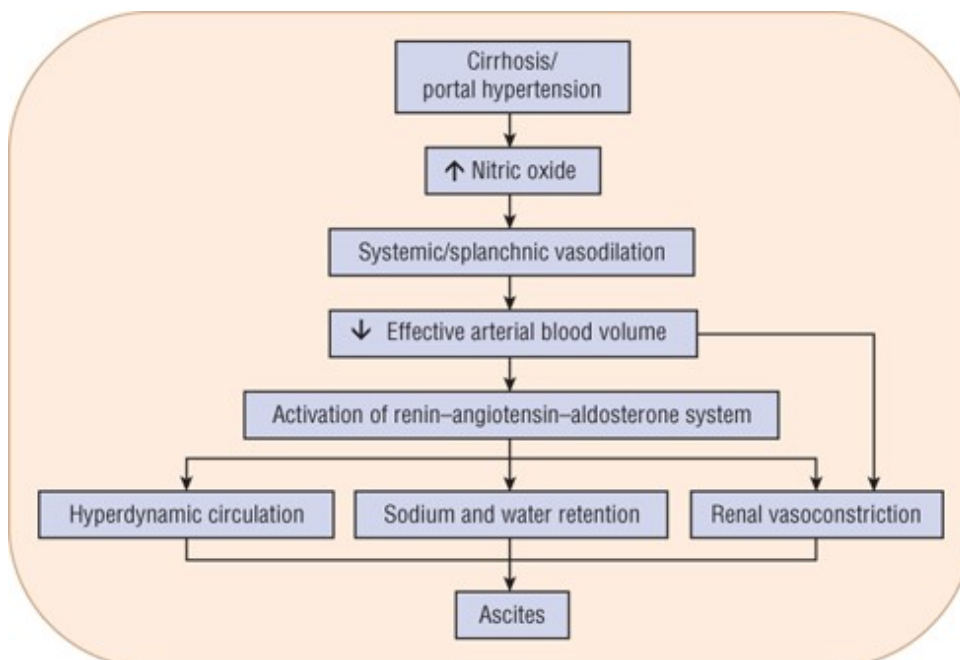 Cirrhosis/
portal hypertension
↑ Nitric oxide
Systemic/splanchnic vasodilation
↓ Effective arterial blood volume
Activation of renin–angiotensin–aldosterone system
Hyperdynamic circulation
Sodium and water retention
Renal vasoconstriction
Ascites